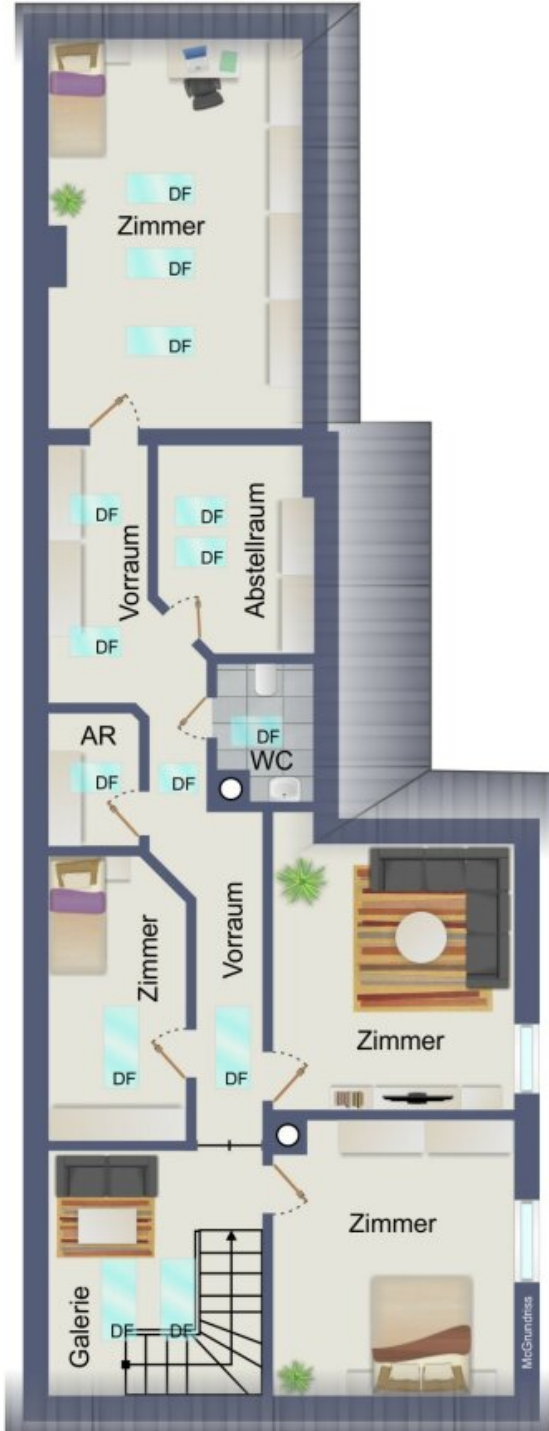 DF
Zimmer
DF
DF
DF
Vorraum
DF
DF
DF
Abstellraum
AR
DF
DF
DF
WC
Zimmer
DF
Vorraum
DF
Zimmer
Zimmer
Galerie
DF
DF
McGrundriss